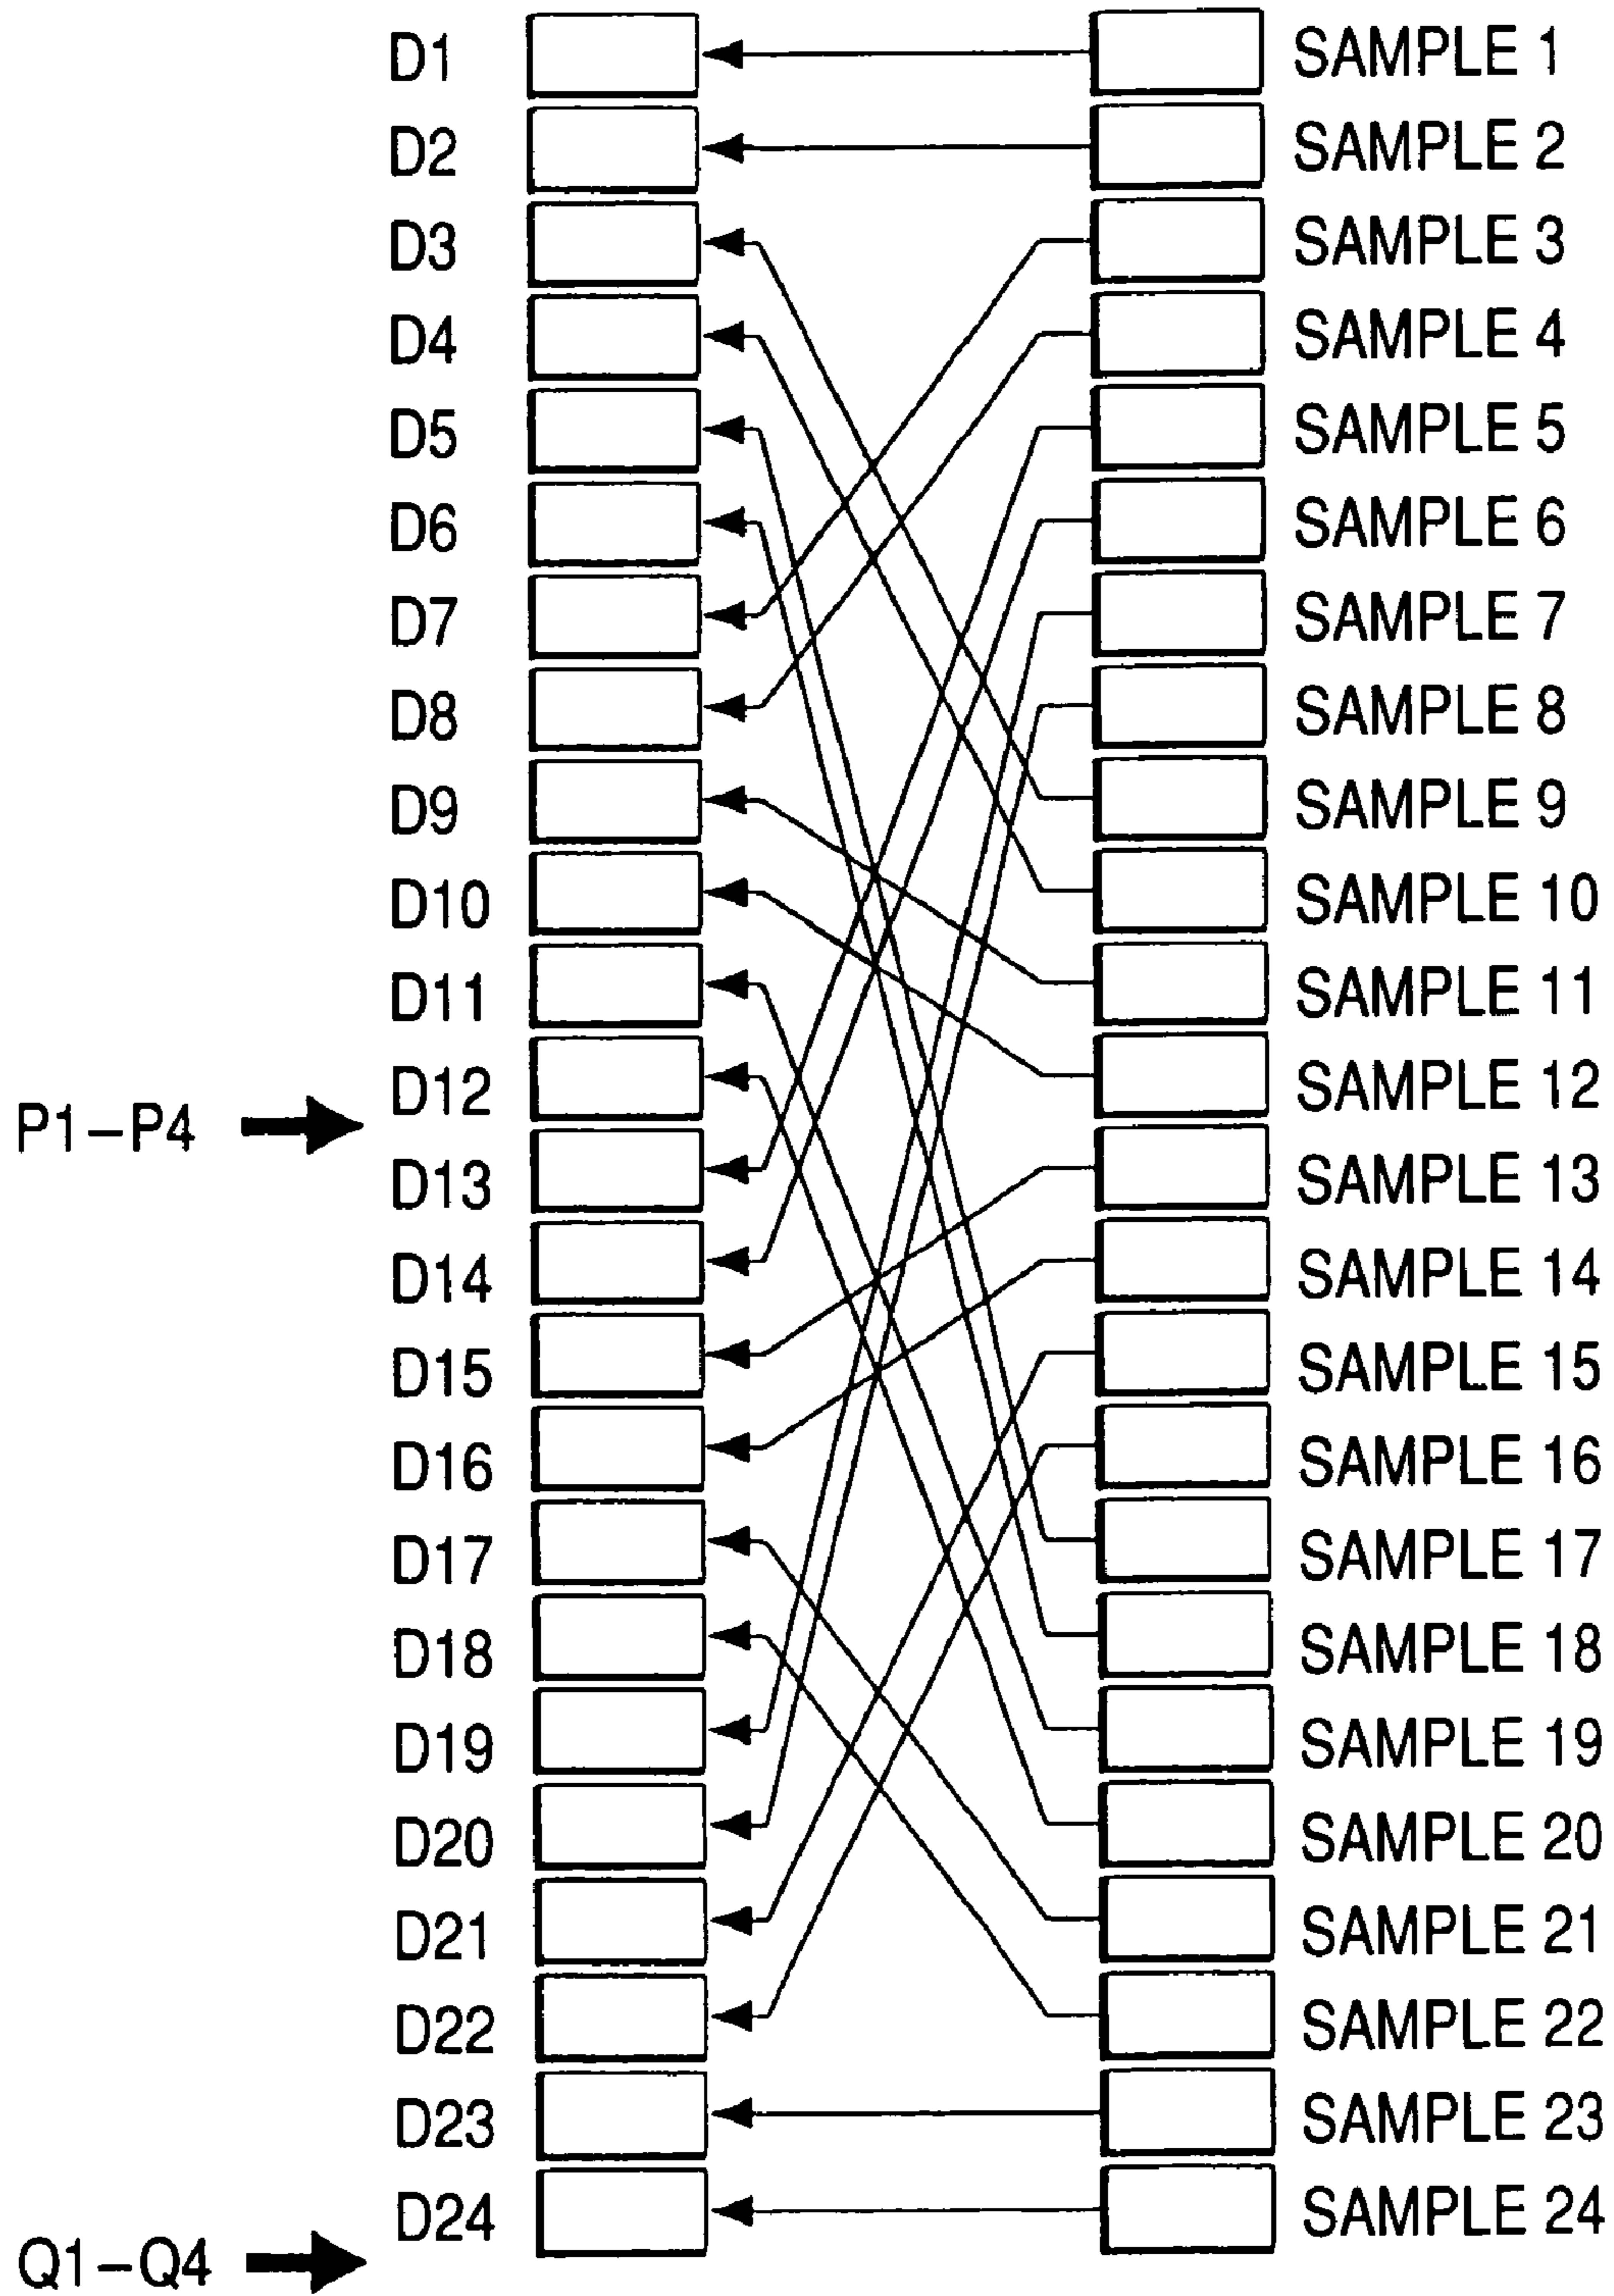 D1 SAMPLE 1
D2 SAMPLE 2
D3 SAMPLE 3
D4 SAMPLE 4
D5 SAMPLE 5
D6 SAMPLE 6
D7 SAMPLE 7
D8 SAMPLE 8
D9 SAMPLE 9
D10 SAMPLE 10
D11 SAMPLE 11
D12 SAMPLE 12
P1–P4
D13 SAMPLE 13
D14 SAMPLE 14
D15 SAMPLE 15
D16 SAMPLE 16
D17 SAMPLE 17
D18 SAMPLE 18
D19 SAMPLE 19
D20 SAMPLE 20
D21 SAMPLE 21
D22 SAMPLE 22
D23 SAMPLE 23
D24 SAMPLE 24
Q1–Q4